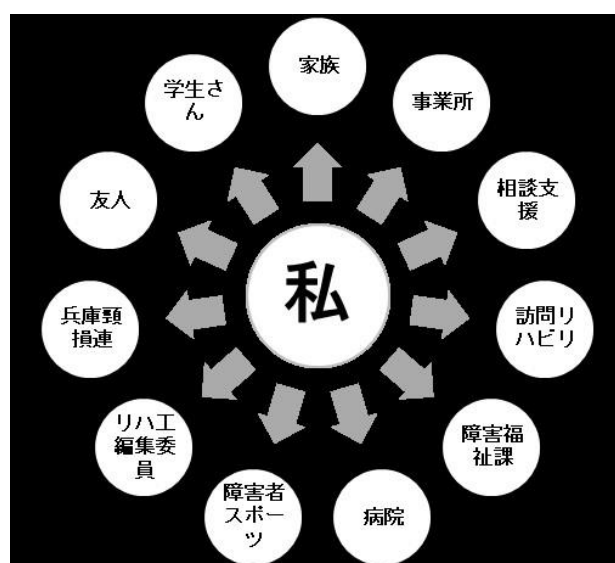 家族
事業所
相談支
援
訪問リ
ハビリ
障害福
祉課
病院
障害者
スポー
ツ
リハ工
編集委
員
兵庫頸
損連
友人
学生さ
ん
私